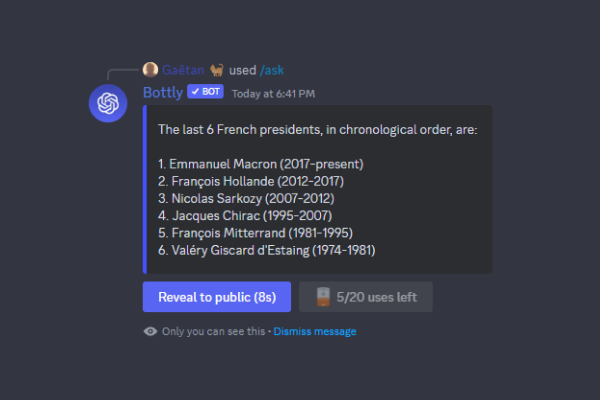 Gaëtan used /ask
Bottly BOT Today at 6:41 PM
The last 6 French presidents, in chronological order, are:
1. Emmanuel Macron (2017-present)
2. François Hollande (2012-2017)
3. Nicolas Sarkozy (2007-2012)
4. Jacques Chirac (1995-2007)
5. François Mitterrand (1981-1995)
6. Valéry Giscard d'Estaing (1974-1981)
Reveal to public (8s) 5/20 uses left
Only you can see this • Dismiss message